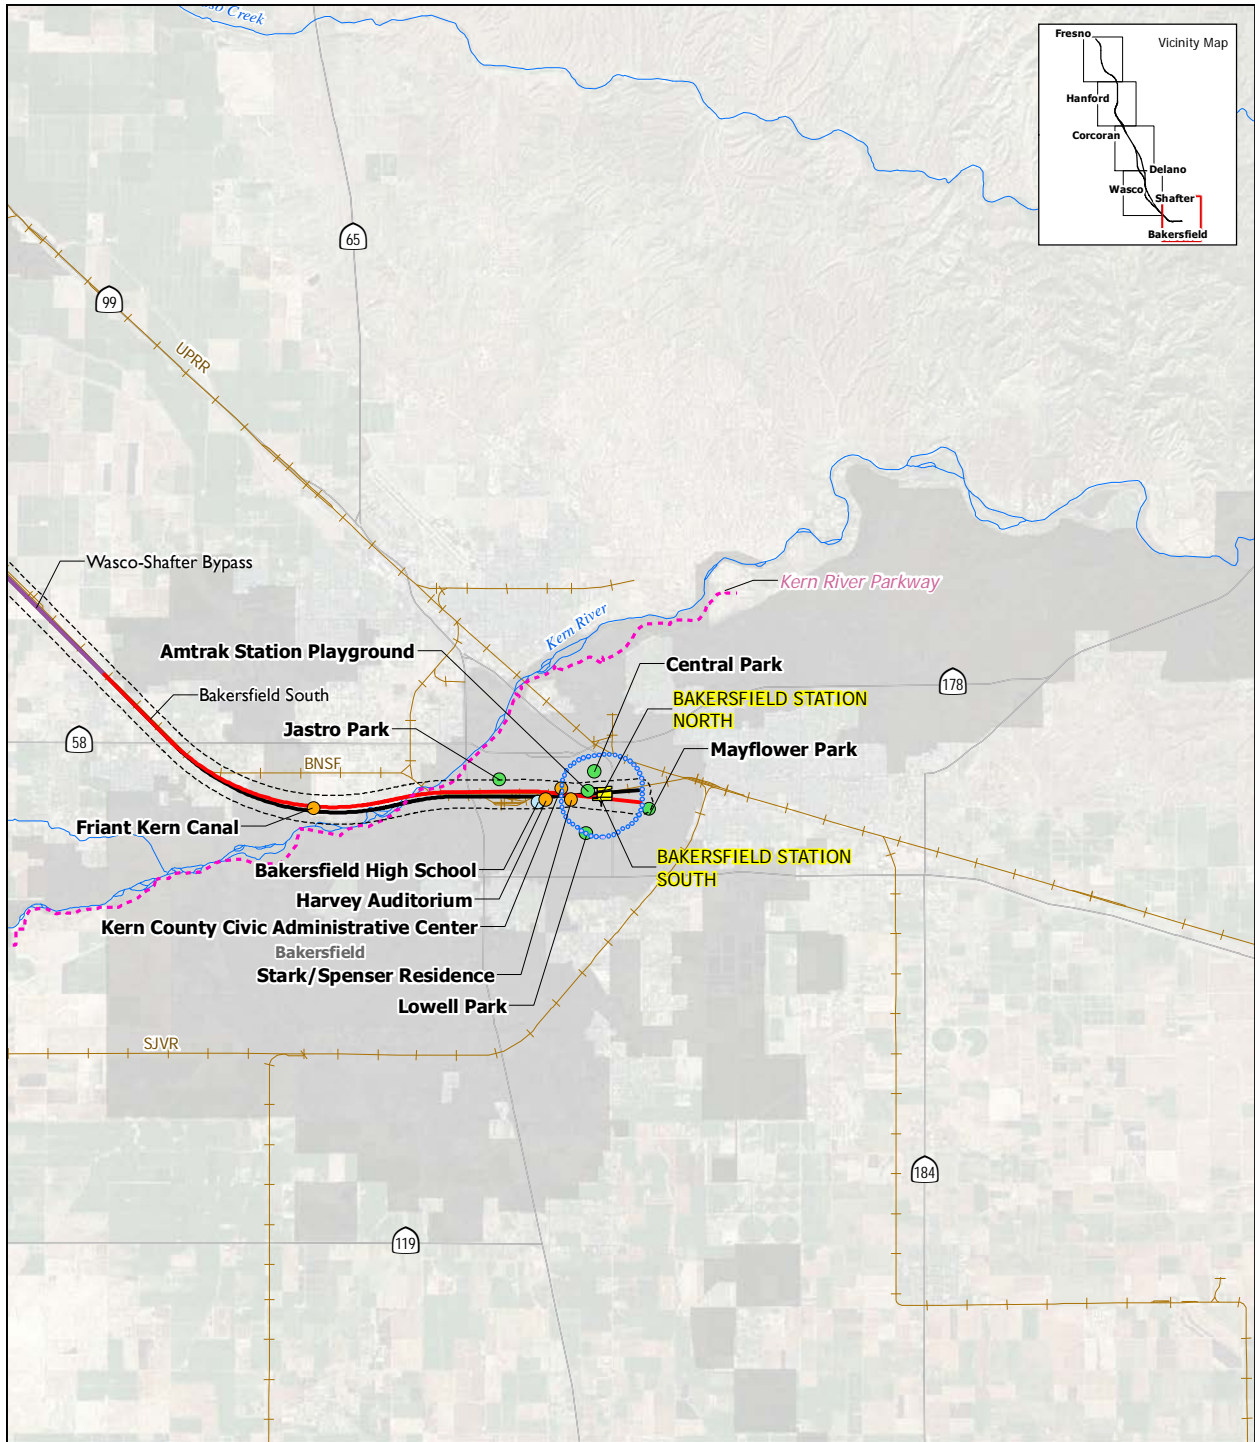 Creek
Fresno
Vicinity Map
Hanford
Corcoran
Delano
Wasco
Shafter
Bakersfield
65
99
UPRR
Wasco-Shafter Bypass
Kern River Parkway
Kern River
Amtrak Station Playground
Central Park
178
Bakersfield South
BAKERSFIELD STATION
NORTH
Jastro Park
58
Mayflower Park
BNSF
Friant Kern Canal
BAKERSFIELD STATION
SOUTH
Bakersfield High School
Harvey Auditorium
Kern County Civic Administrative Center
Bakersfield
Stark/Spenser Residence
Lowell Park
SJVR
184
119